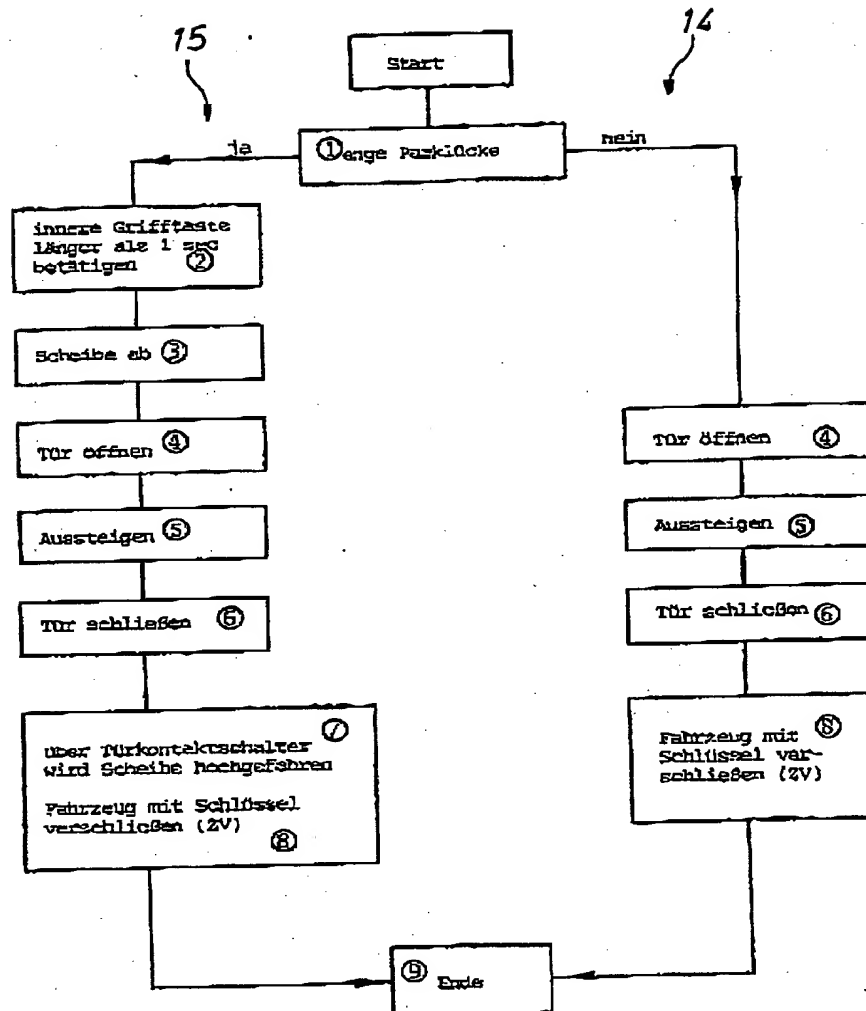 15
14
Start
① enge Parklücke
ja
nein
innere Grifftaste
länger als 1 sec
betätigen ②
Scheibe ab ③
Tür öffnen ④
Aussteigen ⑤
Tür schließen ⑥
⑦
über Türkontaktschalter
wird Scheibe hochgefahren
Fahrzeug mit Schlüssel
verschließen (ZV)
⑧
Tür öffnen ④
Aussteigen ⑤
Tür schließen ⑥
⑧
Fahrzeug mit
Schlüssel ver-
schließen (ZV)
⑨ Ende